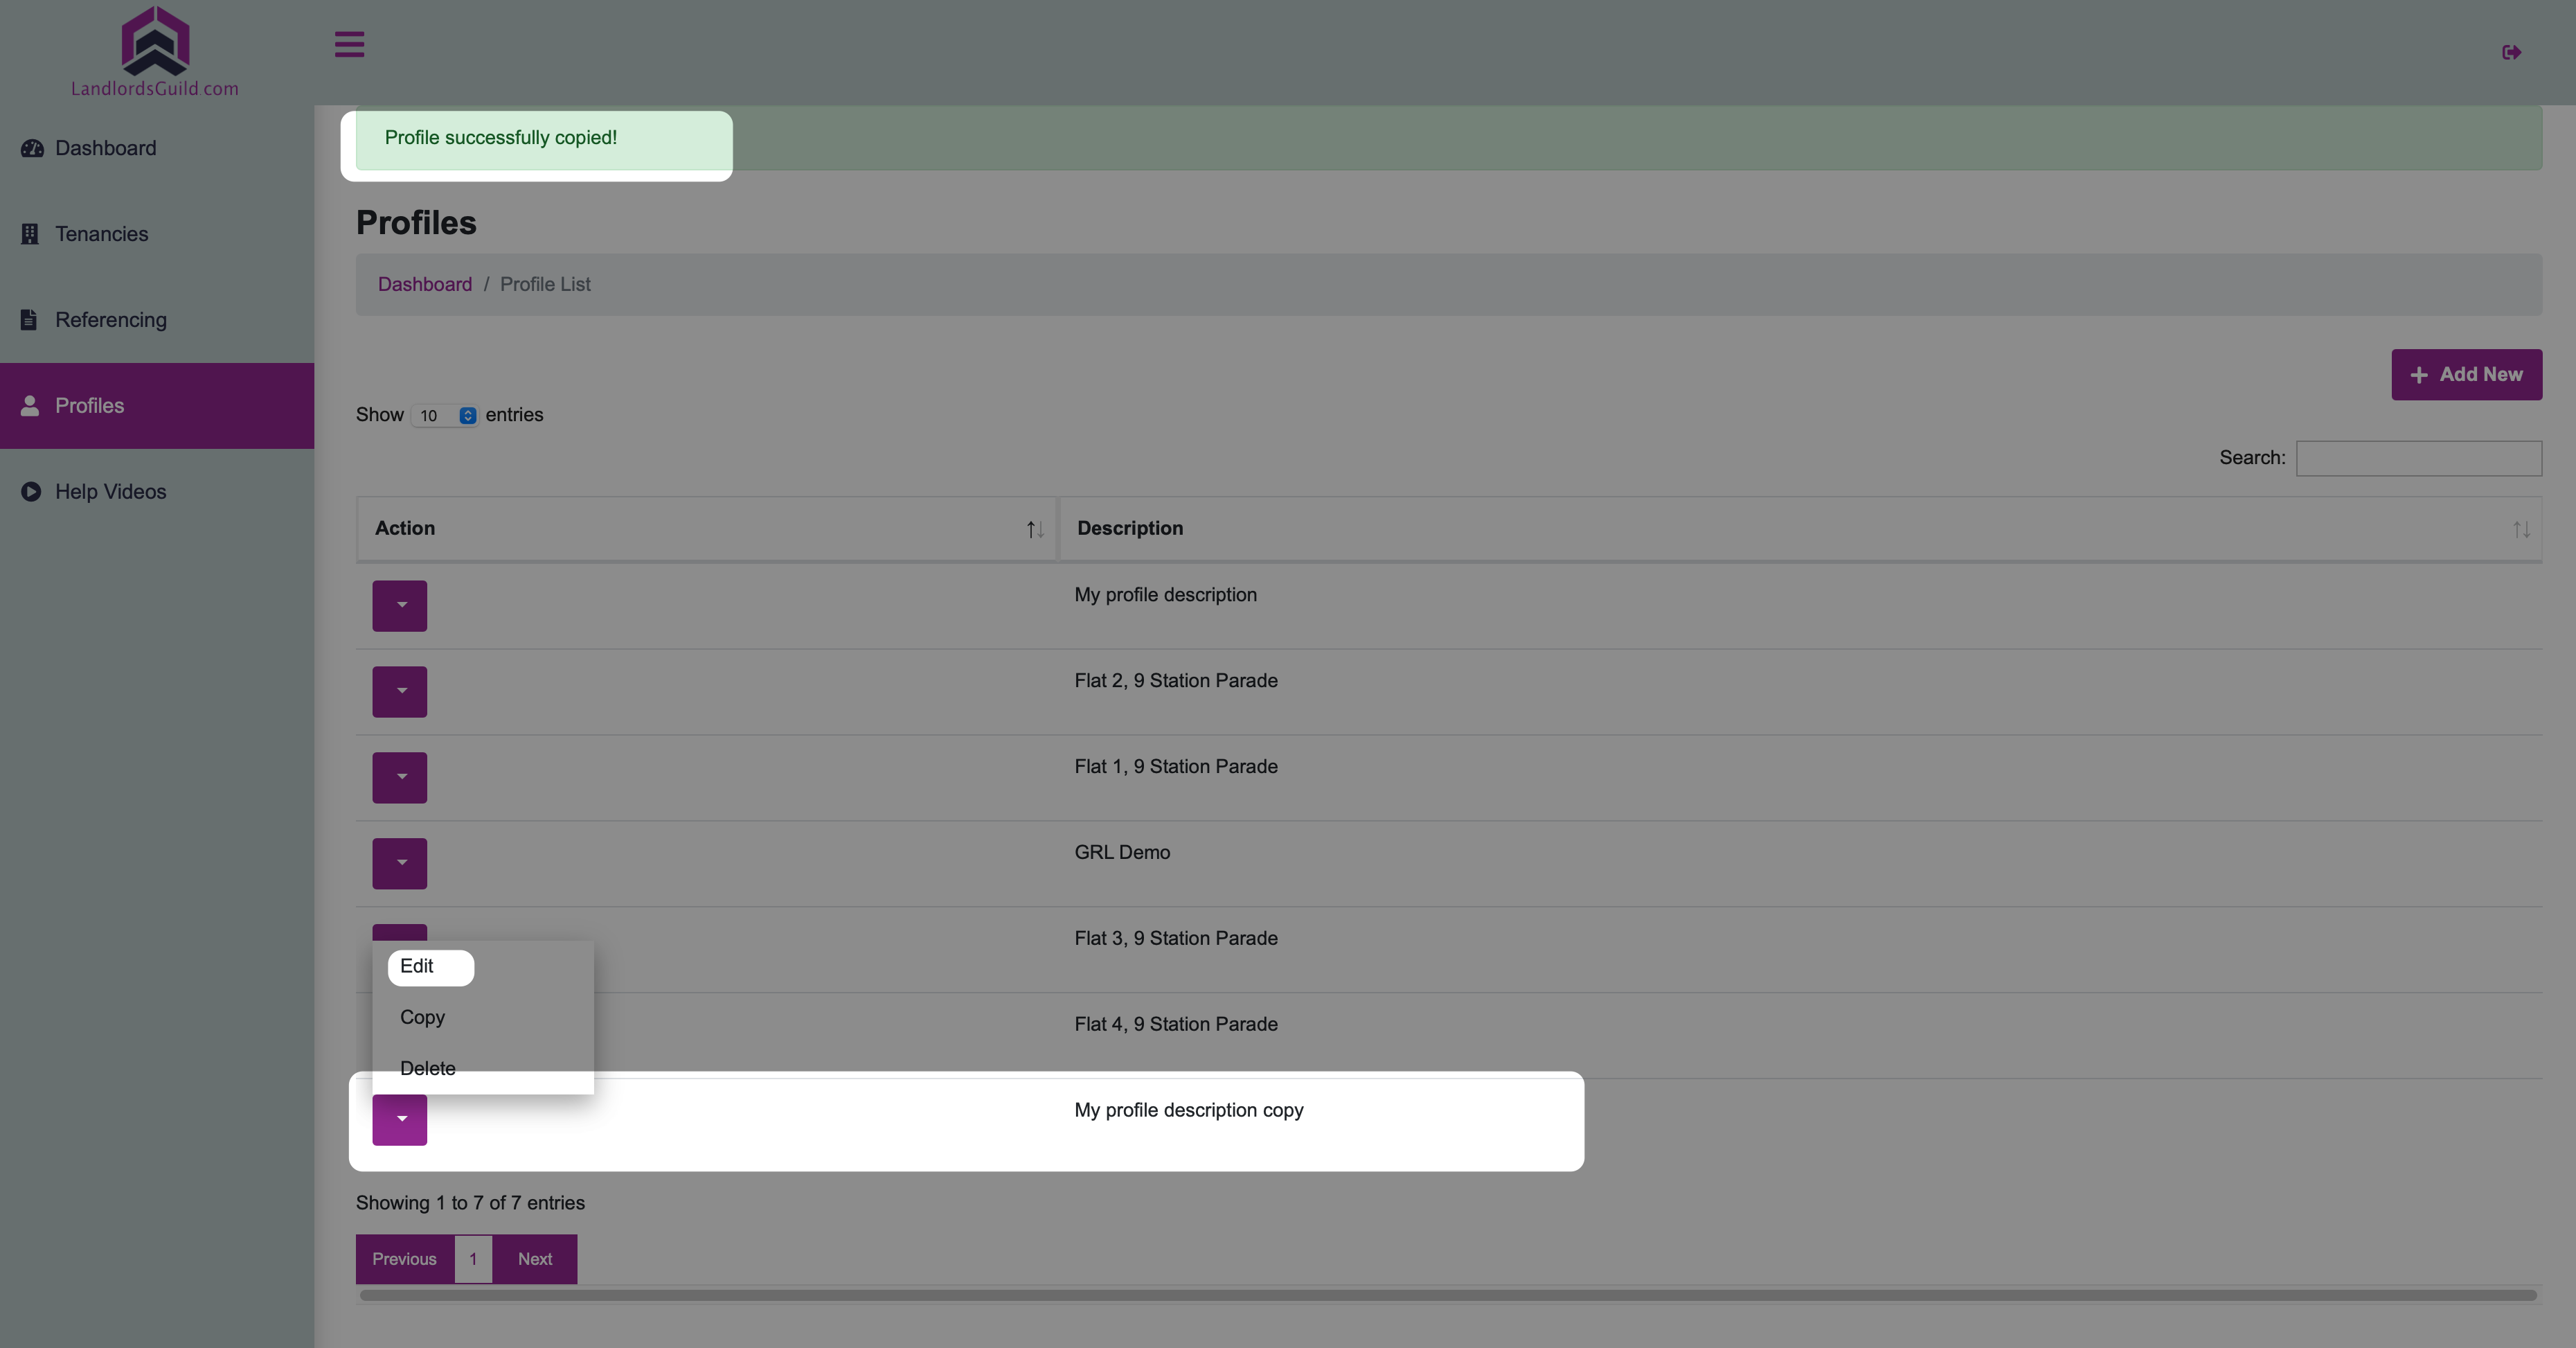 LandlordsGuild.com
Dashboard
Tenancies
Referencing
Profiles
Help Videos
Profile successfully copied!
Profiles
Dashboard / Profile List
Add New
Show 10 entries
Search:
Action Description
My profile description
Flat 2, 9 Station Parade
Flat 1, 9 Station Parade
GRL Demo
Flat 3, 9 Station Parade
Edit
Copy
Flat 4, 9 Station Parade
Delete
My profile description copy
Showing 1 to 7 of 7 entries
Previous 1 Next